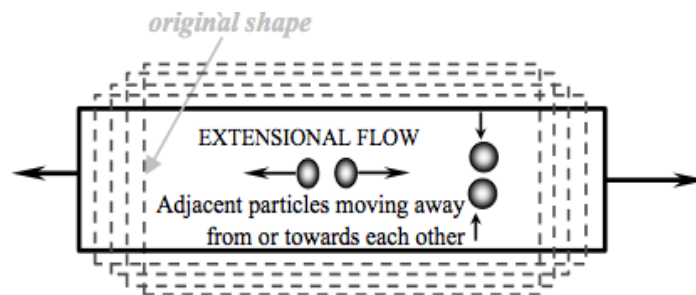 original shape
EXTENSIONAL FLOW
Adjacent particles moving away
from or towards each other